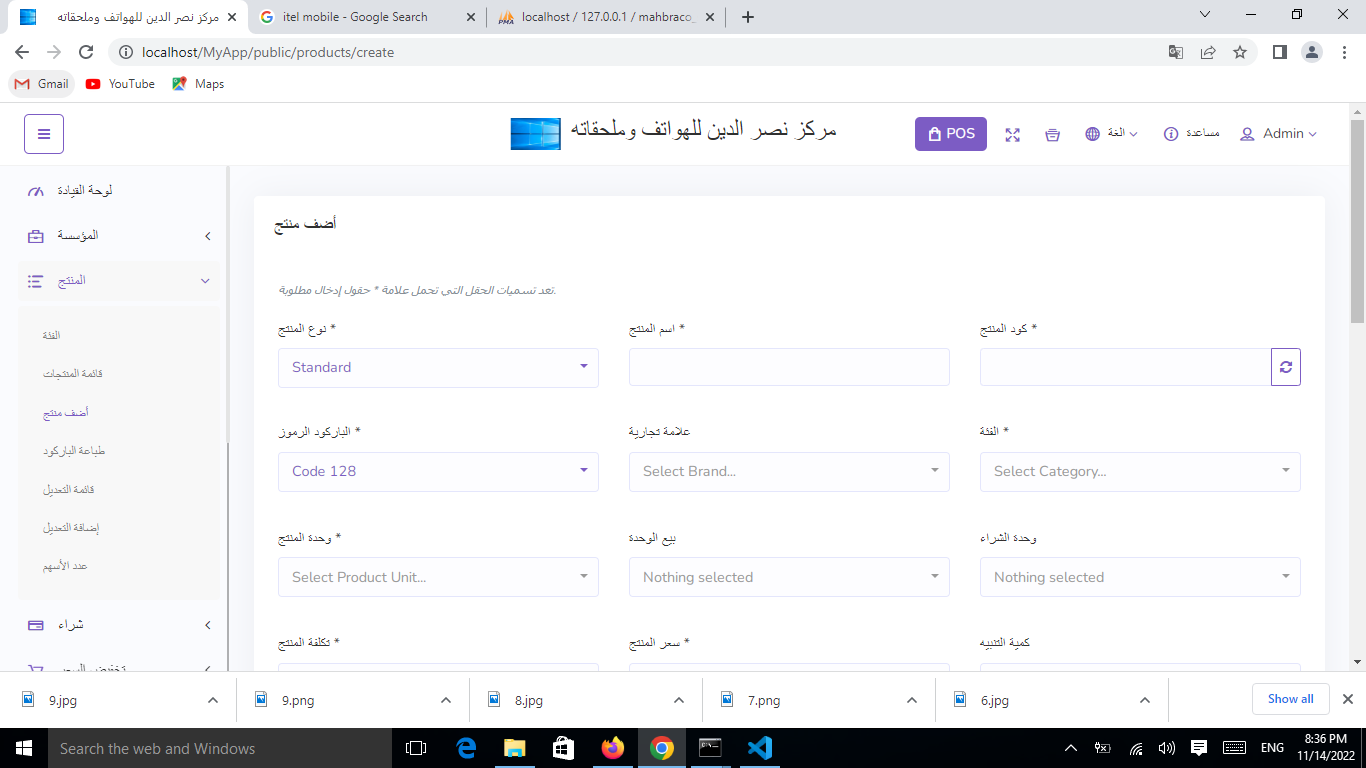 مركز نصر الدين للهواتف وملحقاته
itel mobile - Google Search
localhost / 127.0.0.1 / mahbraco_
localhost/MyApp/public/products/create
Gmail
YouTube
Maps
مركز نصر الدين للهواتف وملحقاته
POS
الغة
مساعدة
Admin
لوحة القيادة
المؤسسة
المنتج
الفئة
قائمة المنتجات
أضف منتج
طباعة الباركود
قائمة التعديل
إضافة التعديل
عدد الأسهم
شراء
تخفيض السعر
أضف منتج
تعد تسميات الحقل التي تحمل علامة * حقول إدخال مطلوبة.
نوع المنتج *
اسم المنتج *
كود المنتج *
Standard
الباركود الرموز *
علامة تجارية
الفئة *
Code 128
Select Brand...
Select Category...
وحدة المنتج *
بيع الوحدة
وحدة الشراء
Select Product Unit...
Nothing selected
Nothing selected
تكلفة المنتج *
سعر المنتج *
كمية التنبيه
9.jpg
9.png
8.jpg
7.png
6.jpg
Show all
Search the web and Windows
ENG
8:36 PM
11/14/2022